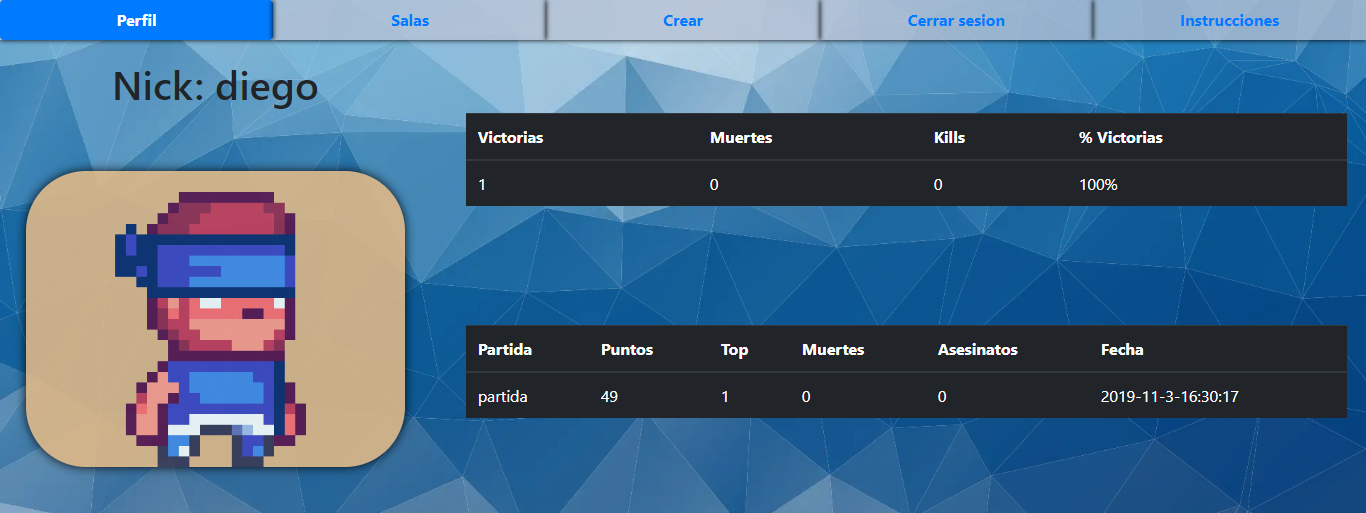 Perfil Salas Crear Cerrar sesion Instrucciones
Nick: diego
Victorias Muertes Kills % Victorias
1 0 0 100%
Partida Puntos Top Muertes Asesinatos Fecha
partida 49 1 0 0 2019-11-3-16:30:17